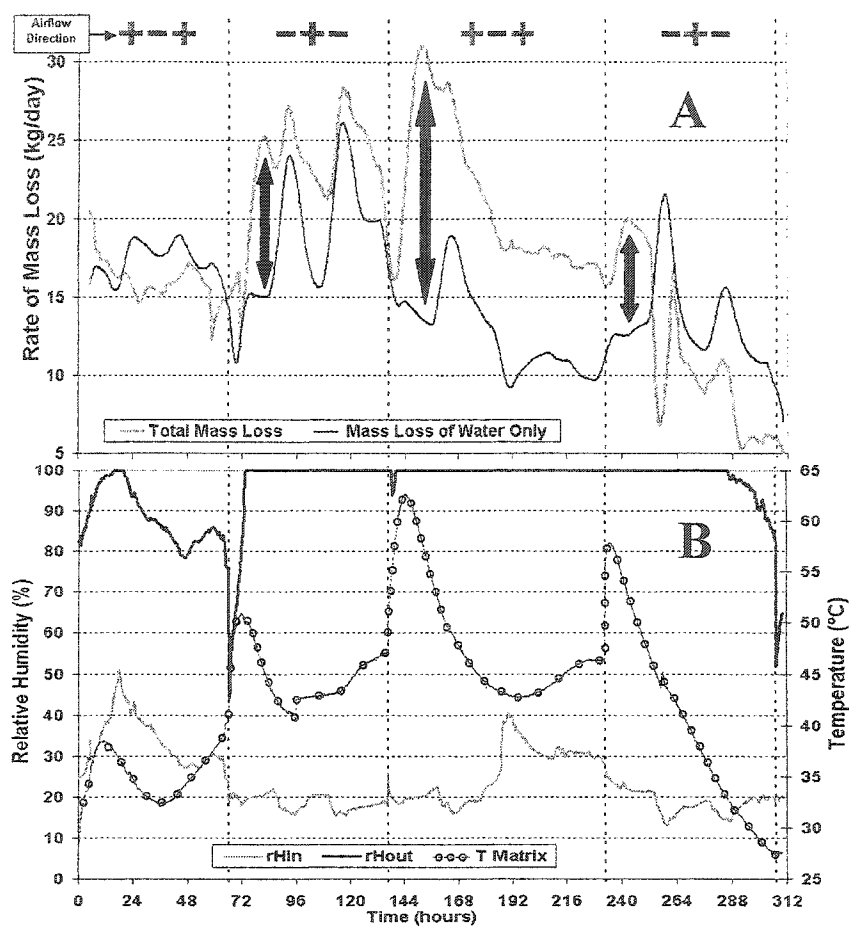 Airflow
Direction
+ - + - - + - + - + - + -
A
Rate of Mass Loss (kg/day)
30
25
20
15
10
5
Total Mass Loss
Mass Loss of Water Only
B
Relative Humidity (%)
100
90
80
70
60
50
40
30
20
10
0
65
60
55
50
45
40
35
30
25
Temperature (ºC)
rHin
rHout
T Matrix
0 24 48 72 96 120 144 168 192 216 240 264 288 312
Time (hours)